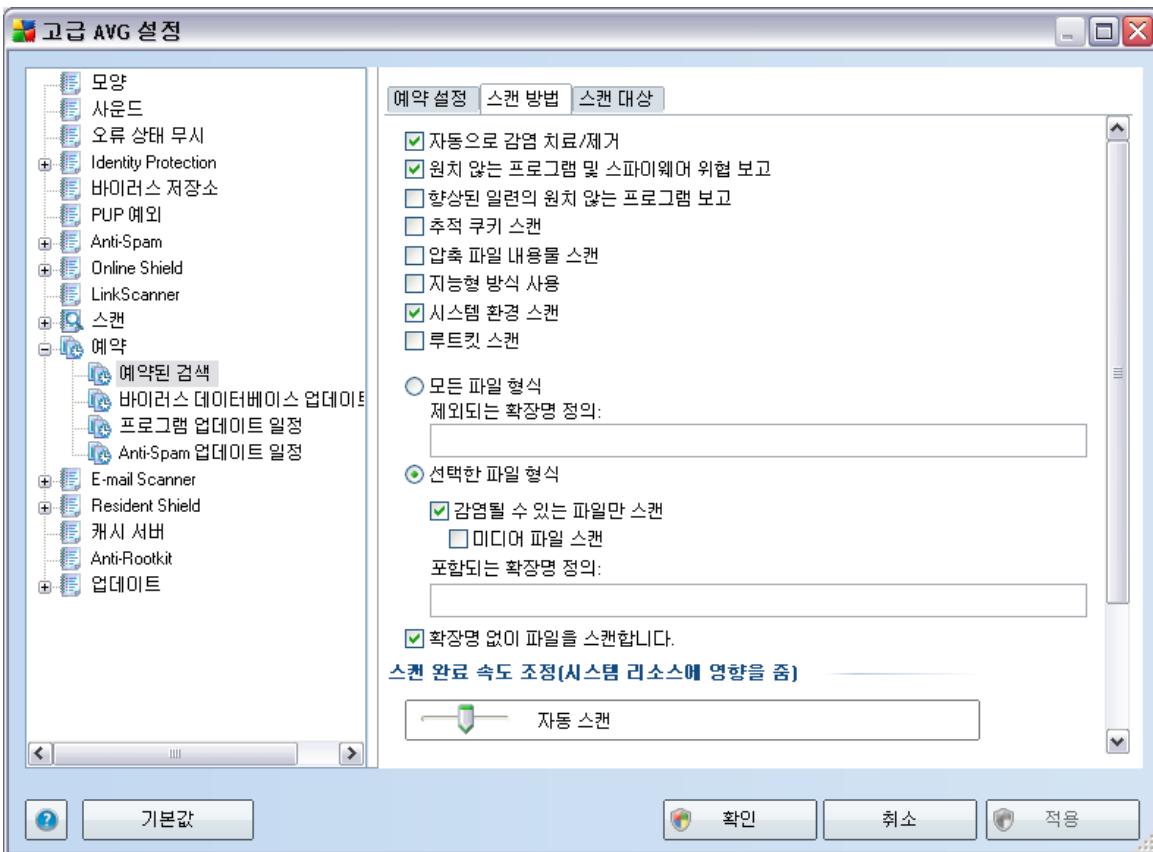 고급 AVG 설정
모양
사운드
오류 상태 무시
Identity Protection
바이러스 저장소
PUP 예외
Anti-Spam
Online Shield
LinkScanner
스캔
예약
예약된 검색
바이러스 데이터베이스 업데이트
프로그램 업데이트 일정
Anti-Spam 업데이트 일정
E-mail Scanner
Resident Shield
캐시 서버
Anti-Rootkit
업데이트
예약 설정 스캔 방법 스캔 대상
자동으로 감염 치료/제거
원치 않는 프로그램 및 스파이웨어 위협 보고
향상된 일련의 원치 않는 프로그램 보고
추적 쿠키 스캔
압축 파일 내용물 스캔
지능형 방식 사용
시스템 환경 스캔
루트킷 스캔
모든 파일 형식
제외되는 확장명 정의:
선택한 파일 형식
감염될 수 있는 파일만 스캔
미디어 파일 스캔
포함되는 확장명 정의:
확장명 없이 파일을 스캔합니다.
스캔 완료 속도 조정(시스템 리소스에 영향을 줌)
자동 스캔
기본값 확인 취소 적용